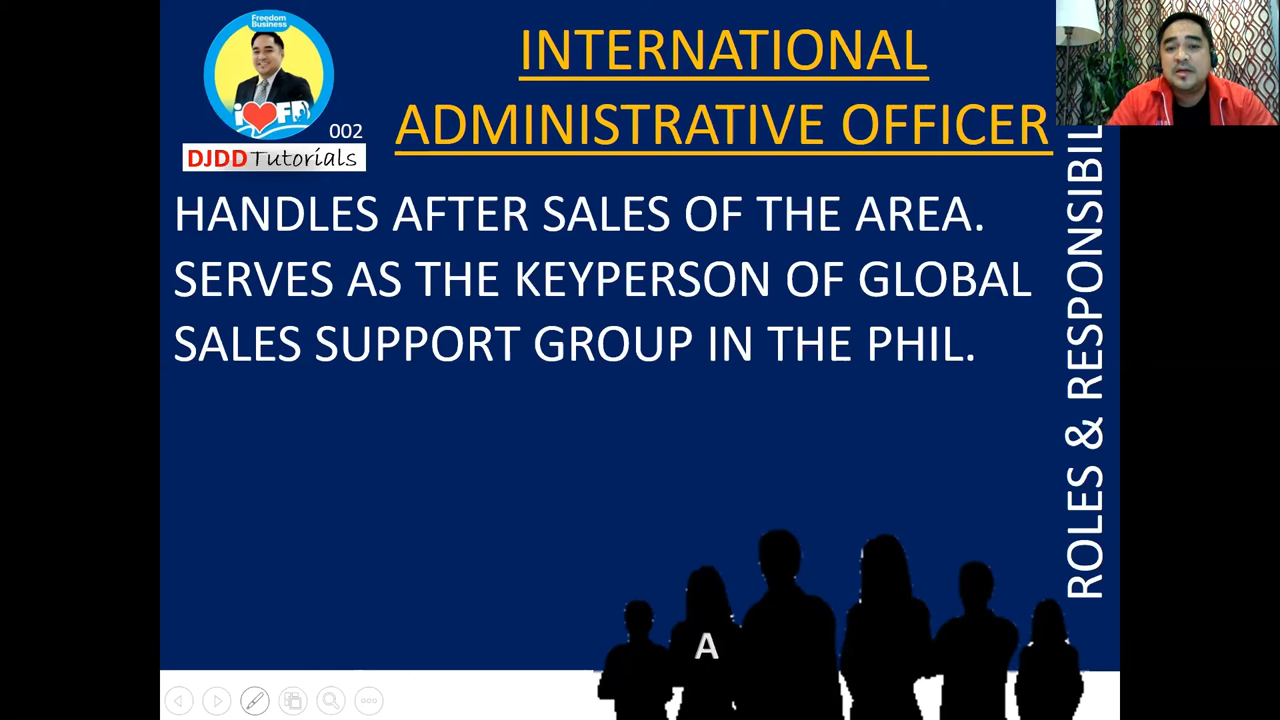 Freedom
Business
i FB
002
DJDDTutorials
INTERNATIONAL
ADMINISTRATIVE OFFICER
HANDLES AFTER SALES OF THE AREA.
SERVES AS THE KEYPERSON OF GLOBAL
SALES SUPPORT GROUP IN THE PHIL.
ROLES & RESPONSIBIL
A